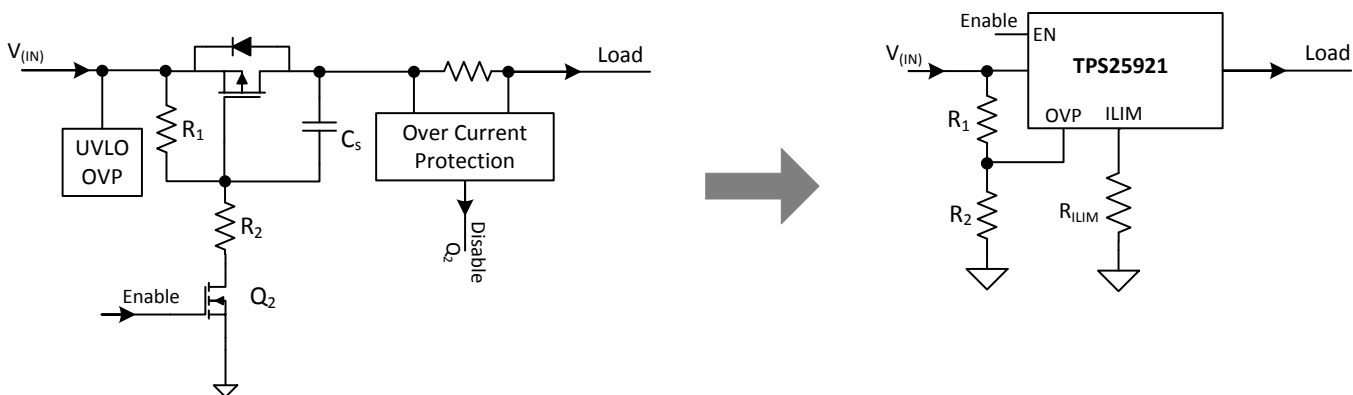 V(IN)
Load
R1
UVLO
OVP
Cs
Over Current
Protection
R2
Disable
Q2
Enable
Q2
Enable
EN
V(IN)
TPS25921
Load
R1
OVP
ILIM
R2
RILIM